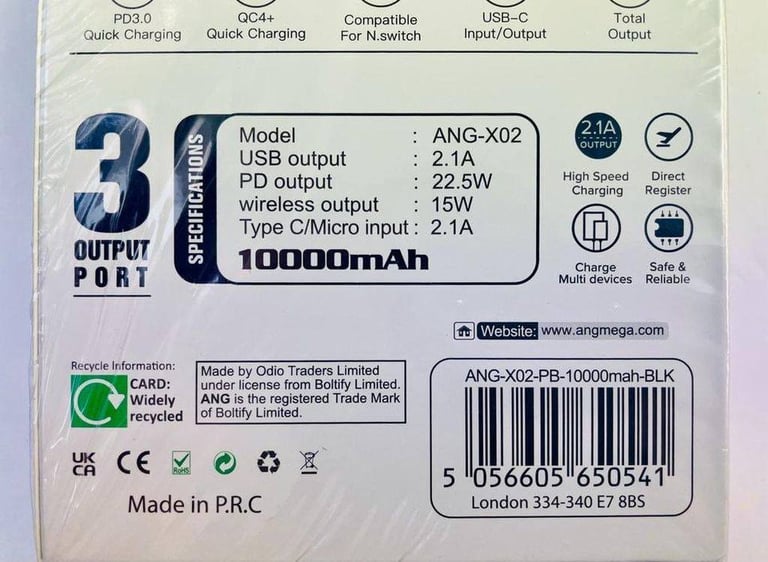 PD3.0
Quick Charging
QC4+
Quick Charging
Compatible
For N.switch
USB-C
Input/Output
Total
Output
3
OUTPUT
PORT
SPECIFICATIONS
Model : ANG-X02
USB output : 2.1A
PD output : 22.5W
wireless output : 15W
Type C/Micro input : 2.1A
10000mAh
2.1A
OUTPUT
High Speed
Charging
Direct
Register
Charge
Multi devices
Safe &
Reliable
Website: www.angmega.com
Recycle Information:
CARD:
Widely
recycled
Made by Odio Traders Limited
under license from Boltify Limited.
ANG is the registered Trade Mark
of Boltify Limited.
UK
CA
CE
RoHS
Made in P.R.C
ANG-X02-PB-10000mah-BLK
5 056605 650541
London 334-340 E7 8BS